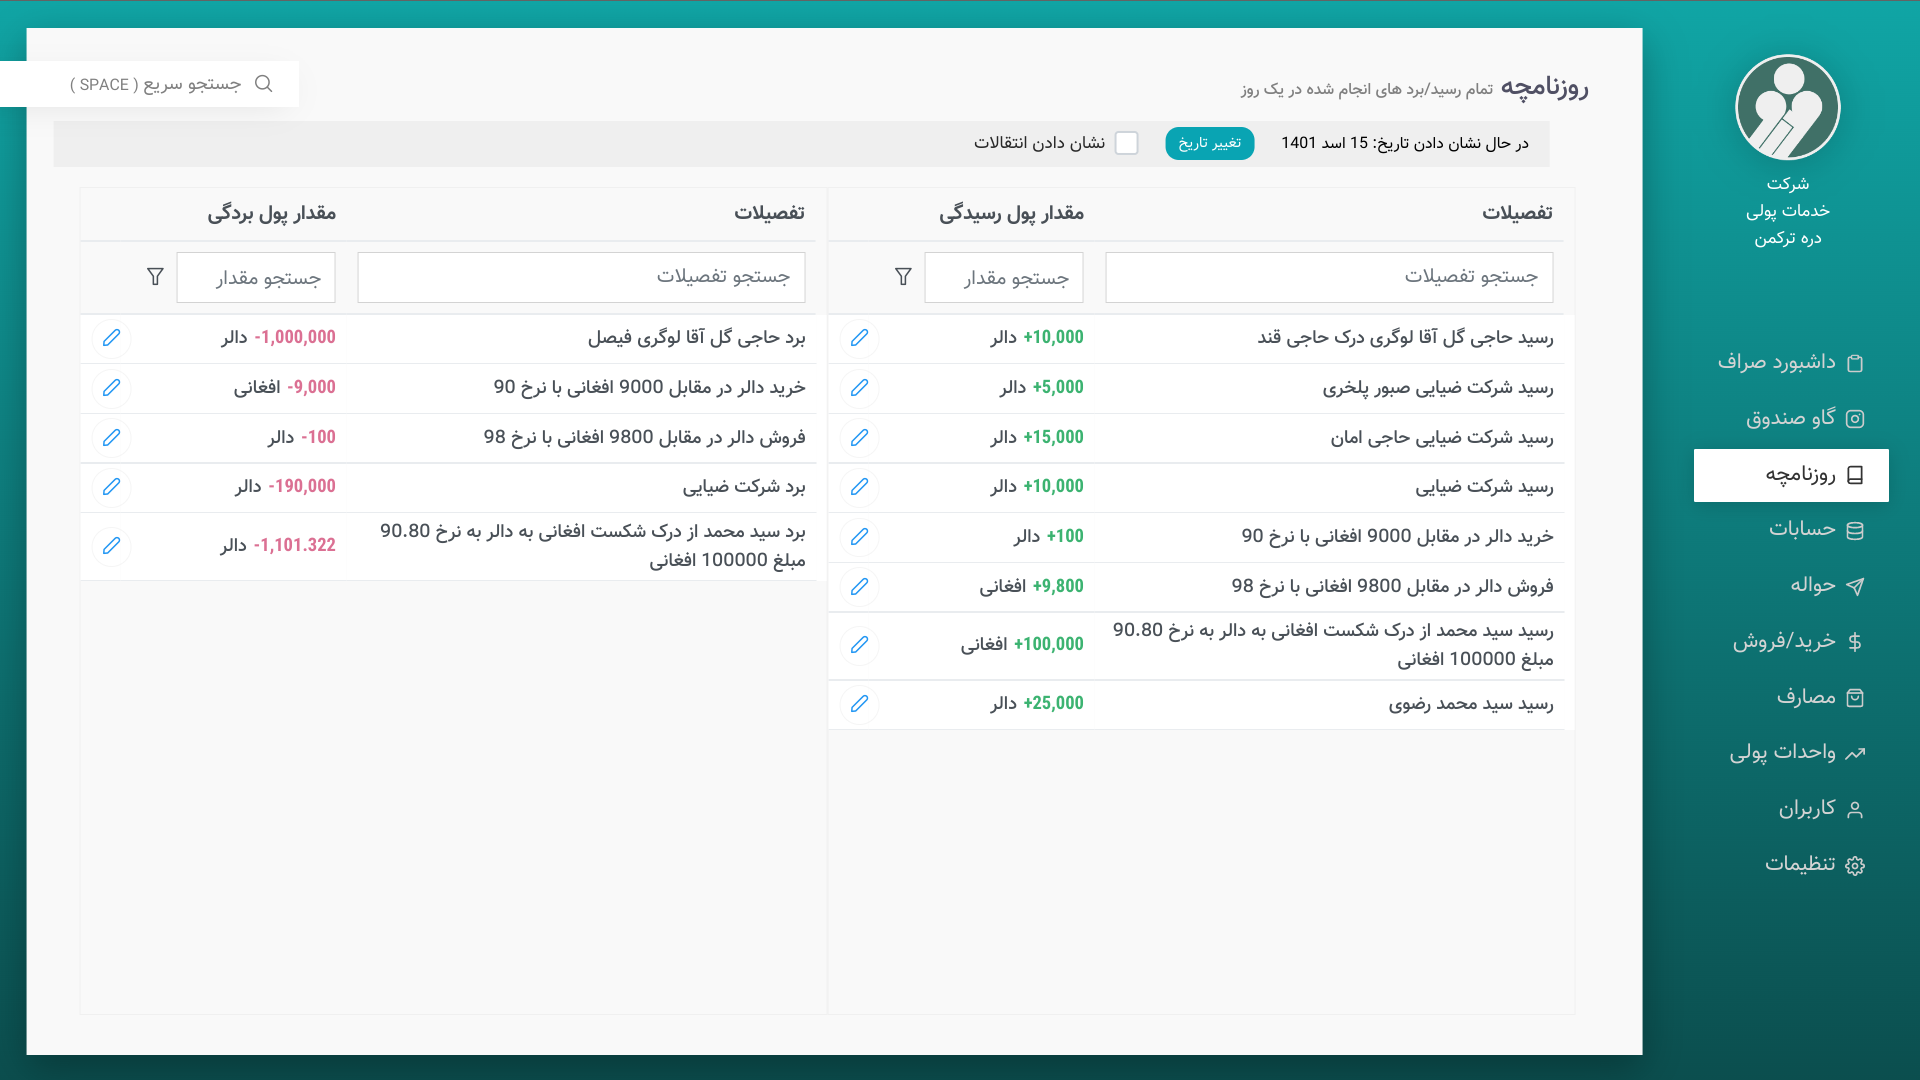 شرکت
خدمات پولی
دره ترکمن
داشبورد صراف
گاو صندوق
روزنامچه
حسابات
حواله
خرید/فروش
مصارف
واحدات پولی
کاربران
تنظیمات
روزنامچه تمام رسید/برد های انجام شده در یک روز
جستجو سریع ( SPACE )
در حال نشان دادن تاریخ: 15 اسد 1401 تغییر تاریخ نشان دادن انتقالات
تفصیلات مقدار پول رسیدگی
جستجو تفصیلات جستجو مقدار
رسید حاجی گل آقا لوگری درک حاجی قند +10,000 دالر
رسید شرکت ضیایی صبور پلخری +5,000 دالر
رسید شرکت ضیایی حاجی امان +15,000 دالر
رسید شرکت ضیایی +10,000 دالر
خرید دالر در مقابل 9000 افغانی با نرخ 90 +100 دالر
فروش دالر در مقابل 9800 افغانی با نرخ 98 +9,800 افغانی
رسید سید محمد از درک شکست افغانی به دالر به نرخ 90.80
مبلغ 100000 افغانی +100,000 افغانی
رسید سید محمد رضوی +25,000 دالر
تفصیلات مقدار پول بردگی
جستجو تفصیلات جستجو مقدار
برد حاجی گل آقا لوگری فیصل -1,000,000 دالر
خرید دالر در مقابل 9000 افغانی با نرخ 90 -9,000 افغانی
فروش دالر در مقابل 9800 افغانی با نرخ 98 -100 دالر
برد شرکت ضیایی -190,000 دالر
برد سید محمد از درک شکست افغانی به دالر به نرخ 90.80
مبلغ 100000 افغانی -1,101.322 دالر